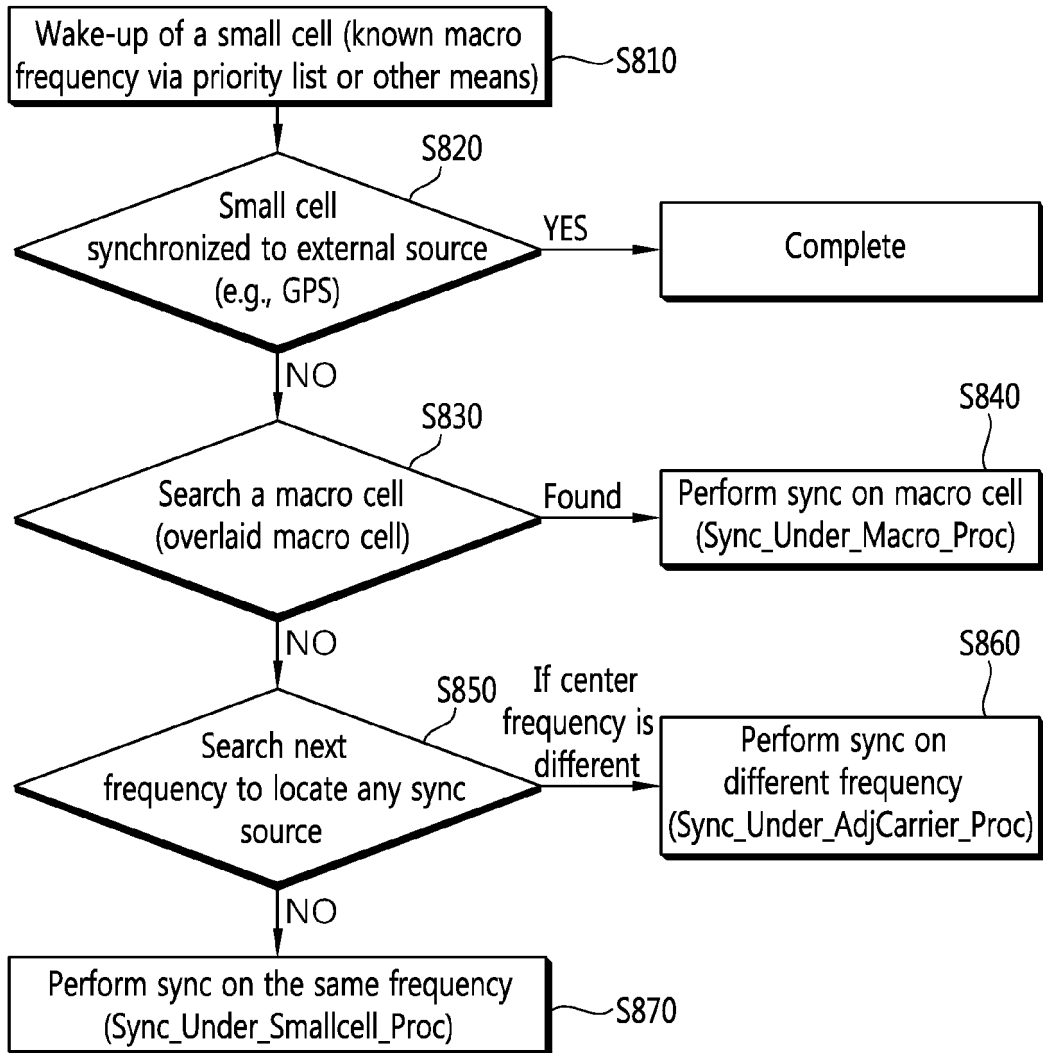 Wake-up of a small cell (known macro
frequency via priority list or other means)
S810
S820
Small cell
synchronized to external source
(e.g., GPS)
YES
Complete
NO
S830
Search a macro cell
(overlaid macro cell)
Found
S840
Perform sync on macro cell
(Sync_Under_Macro_Proc)
NO
S850
Search next
frequency to locate any sync
source
If center
frequency is
different
S860
Perform sync on
different frequency
(Sync_Under_AdjCarrier_Proc)
NO
Perform sync on the same frequency
(Sync_Under_Smallcell_Proc)
S870